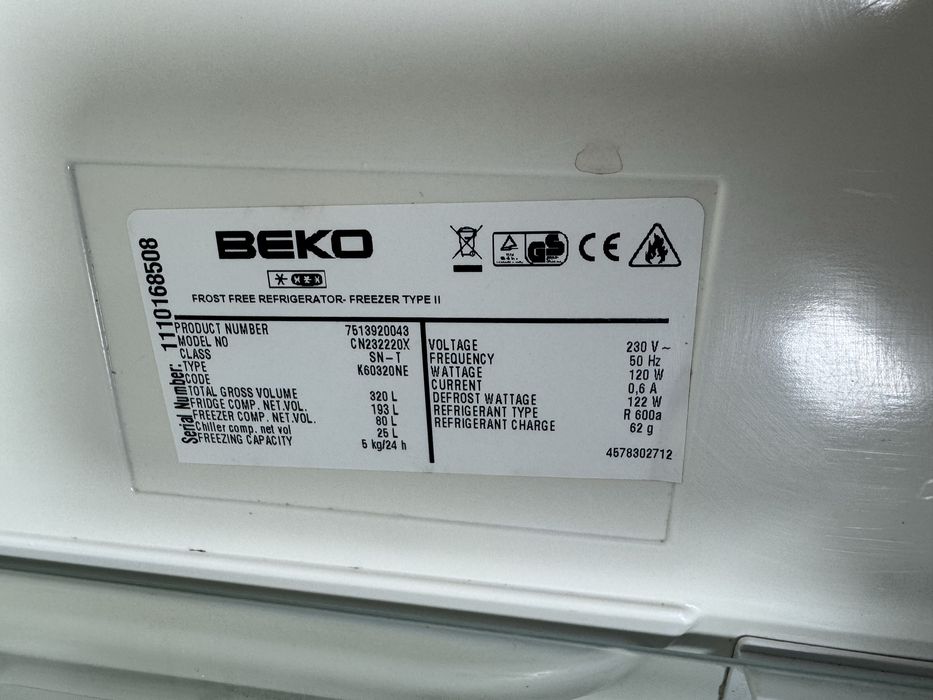 BEKO
GS
CE
FROST FREE REFRIGERATOR- FREEZER TYPE II
Serial Number: 1110168508
PRODUCT NUMBER 7513920043
MODEL NO CN232220X
CLASS SN-T
TYPE K60320NE
CODE
TOTAL GROSS VOLUME 320 L
FRIDGE COMP. NET.VOL. 193 L
FREEZER COMP. NET.VOL. 80 L
Chiller comp. net vol 25 L
FREEZING CAPACITY 5 kg/24 h
VOLTAGE 230 V ~
FREQUENCY 50 Hz
WATTAGE 120 W
CURRENT 0,6 A
DEFROST WATTAGE 122 W
REFRIGERANT TYPE R 600a
REFRIGERANT CHARGE 62 g
4578302712